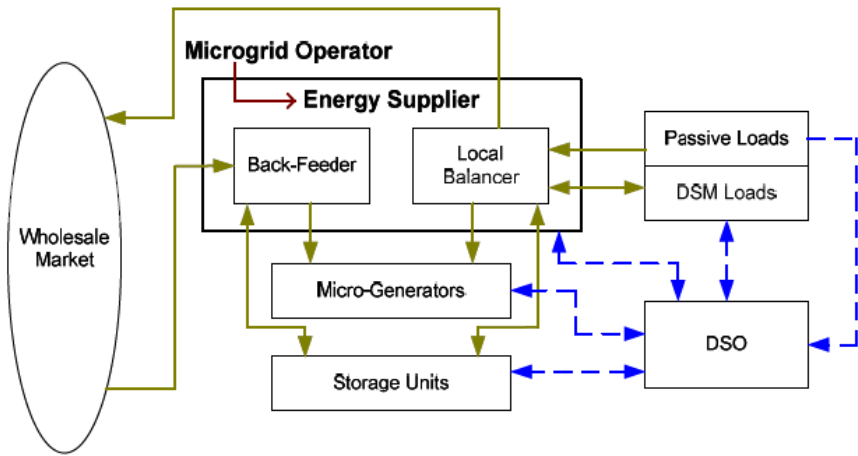 Microgrid Operator
Energy Supplier
Back-Feeder
Local
Balancer
Passive Loads
DSM Loads
Wholesale
Market
Micro-Generators
DSO
Storage Units